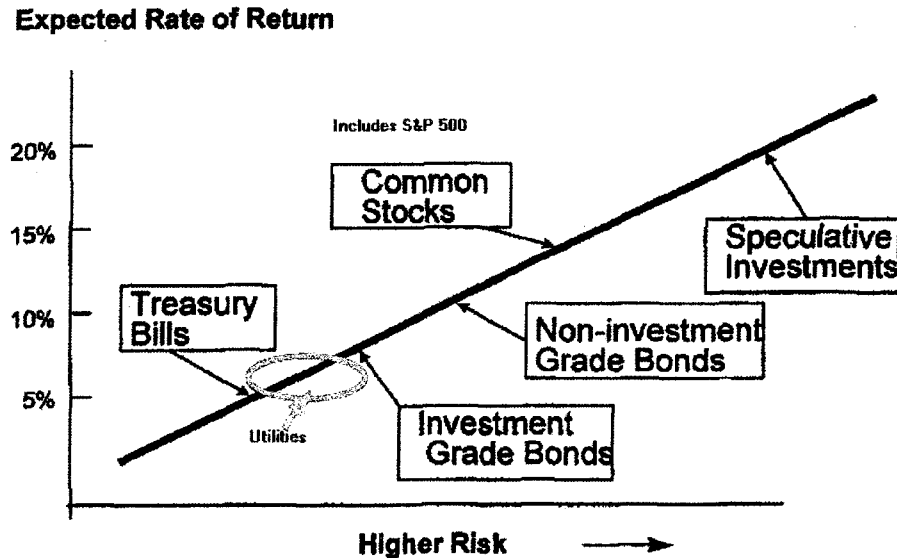 Expected Rate of Return
Includes S&P 500
20%
Common
Stocks
15%
Speculative
Investments
Treasury
Bills
10%
Non-investment
Grade Bonds
5%
Utilities
Investment
Grade Bonds
Higher Risk